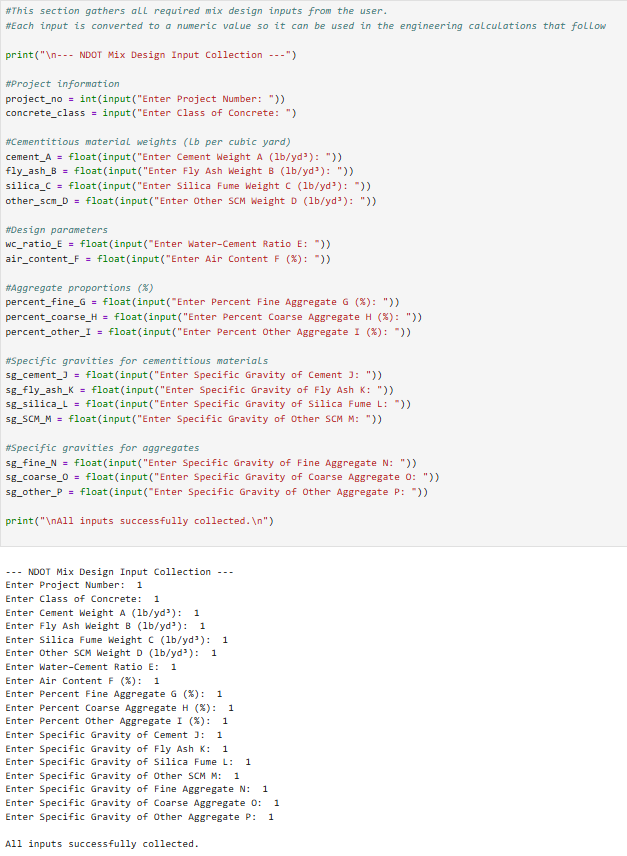 #This section gathers all required mix design inputs from the user.
#Each input is converted to a numeric value so it can be used in the engineering calculations that follow
print("\n--- NDOT Mix Design Input Collection ---")
#Project information
project_no = int(input("Enter Project Number: "))
concrete_class = input("Enter Class of Concrete: ")
#Cementitious material weights (lb per cubic yard)
cement_A = float(input("Enter Cement Weight A (lb/yd³): "))
fly_ash_B = float(input("Enter Fly Ash Weight B (lb/yd³): "))
silica_C = float(input("Enter Silica Fume Weight C (lb/yd³): "))
other_scm_D = float(input("Enter Other SCM Weight D (lb/yd³): "))
#Design parameters
wc_ratio_E = float(input("Enter Water-Cement Ratio E: "))
air_content_F = float(input("Enter Air Content F (%): "))
#Aggregate proportions (%)
percent_fine_G = float(input("Enter Percent Fine Aggregate G (%): "))
percent_coarse_H = float(input("Enter Percent Coarse Aggregate H (%): "))
percent_other_I = float(input("Enter Percent Other Aggregate I (%): "))
#Specific gravities for cementitious materials
sg_cement_J = float(input("Enter Specific Gravity of Cement J: "))
sg_fly_ash_K = float(input("Enter Specific Gravity of Fly Ash K: "))
sg_silica_L = float(input("Enter Specific Gravity of Silica Fume L: "))
sg_SCM_M = float(input("Enter Specific Gravity of Other SCM M: "))
#Specific gravities for aggregates
sg_fine_N = float(input("Enter Specific Gravity of Fine Aggregate N: "))
sg_coarse_O = float(input("Enter Specific Gravity of Coarse Aggregate O: "))
sg_other_P = float(input("Enter Specific Gravity of Other Aggregate P: "))
print("\nAll inputs successfully collected.\n")
--- NDOT Mix Design Input Collection ---
Enter Project Number:  1
Enter Class of Concrete:  1
Enter Cement Weight A (lb/yd³):  1
Enter Fly Ash Weight B (lb/yd³):  1
Enter Silica Fume Weight C (lb/yd³):  1
Enter Other SCM Weight D (lb/yd³):  1
Enter Water-Cement Ratio E:  1
Enter Air Content F (%):  1
Enter Percent Fine Aggregate G (%):  1
Enter Percent Coarse Aggregate H (%):  1
Enter Percent Other Aggregate I (%):  1
Enter Specific Gravity of Cement J:  1
Enter Specific Gravity of Fly Ash K:  1
Enter Specific Gravity of Silica Fume L:  1
Enter Specific Gravity of Other SCM M:  1
Enter Specific Gravity of Fine Aggregate N:  1
Enter Specific Gravity of Coarse Aggregate O:  1
Enter Specific Gravity of Other Aggregate P:  1
All inputs successfully collected.